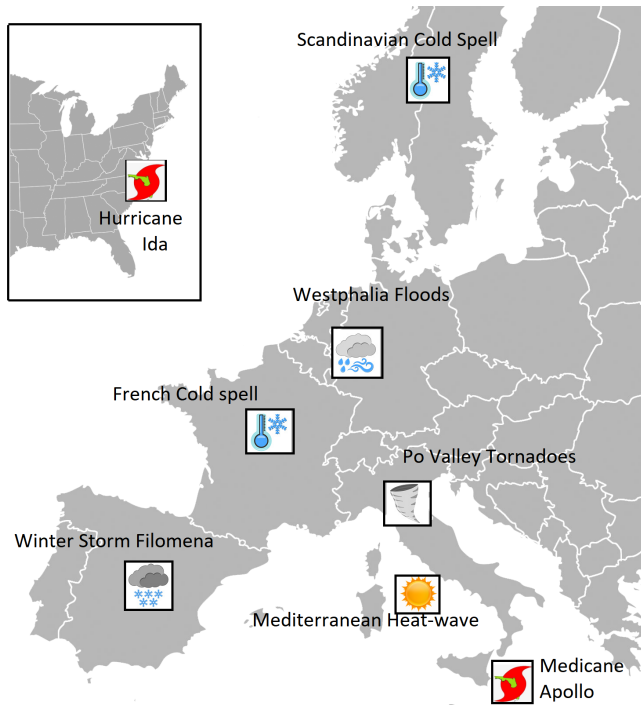 Scandinavian Cold Spell
Hurricane
Ida
Westphalia Floods
French Cold spell
Po Valley Tornadoes
Winter Storm Filomena
Mediterranean Heat-wave
Medicane
Apollo